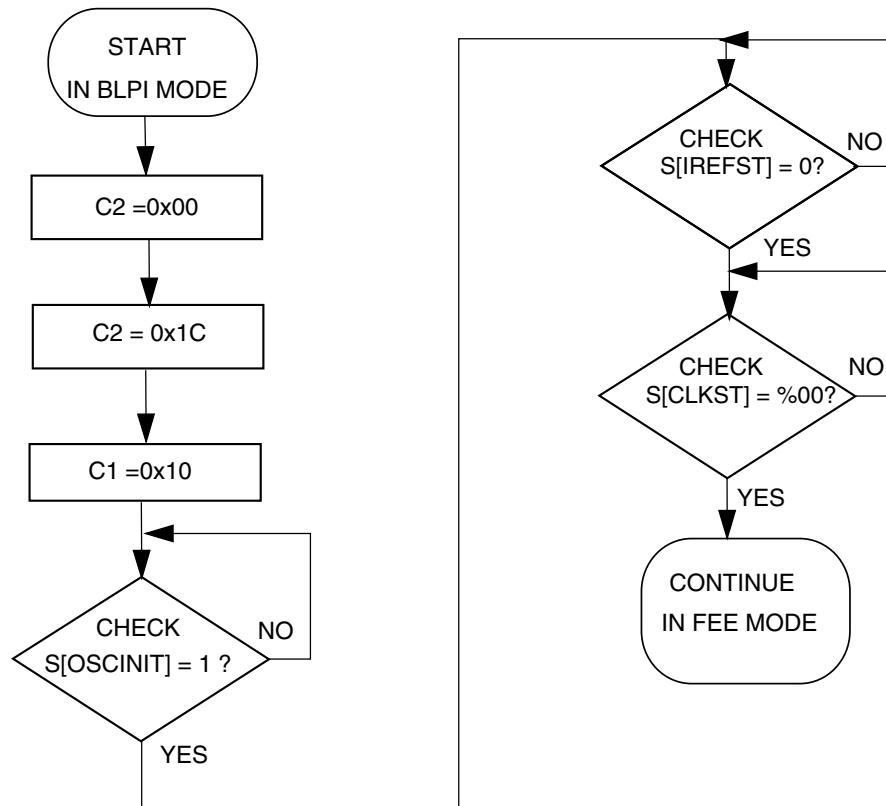 START
IN BLPI MODE
C2 =0x00
C2 = 0x1C
C1 =0x10
CHECK
S[OSCINIT] = 1 ?
NO
YES
CHECK
S[IREFST] = 0?
NO
YES
CHECK
S[CLKST] = %00?
NO
YES
CONTINUE
IN FEE MODE